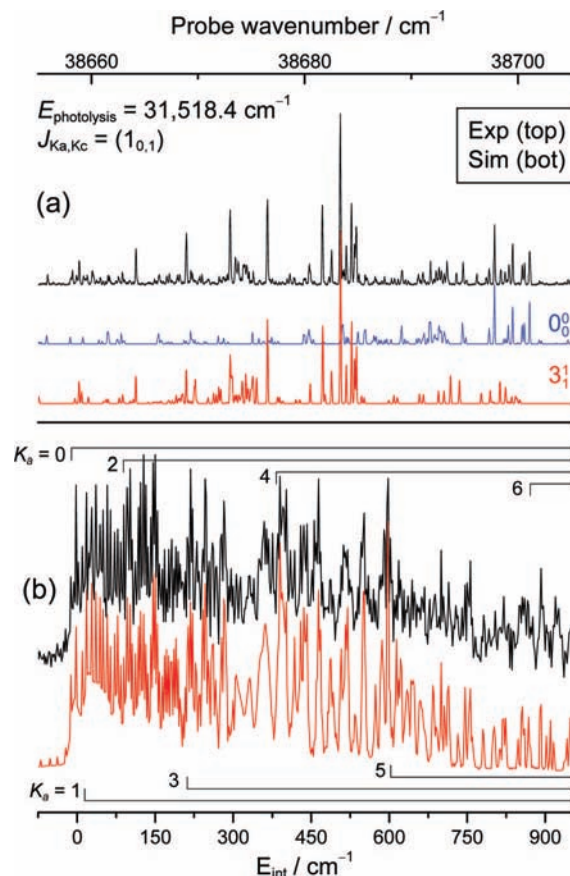 Probe wavenumber / cm⁻¹
38660 38680 38700
E_photolysis = 31,518.4 cm⁻¹
J_Ka,Kc = (1_0,1)
Exp (top)
Sim (bot)
(a)
0⁰₀
3¹₁
K_a = 0
2
4
6
(b)
5
3
K_a = 1
0 150 300 450 600 750 900
E_int / cm⁻¹